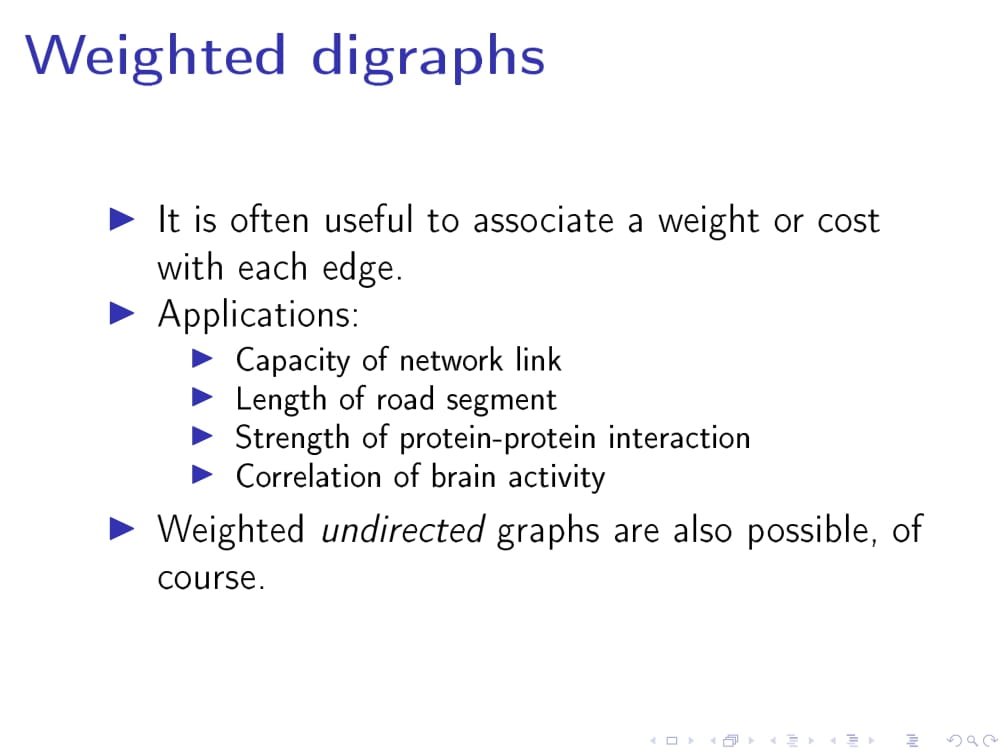 Weighted digraphs
It is often useful to associate a weight or cost
with each edge.
Applications:
Capacity of network link
Length of road segment
Strength of protein-protein interaction
Correlation of brain activity
Weighted undirected graphs are also possible, of
course.